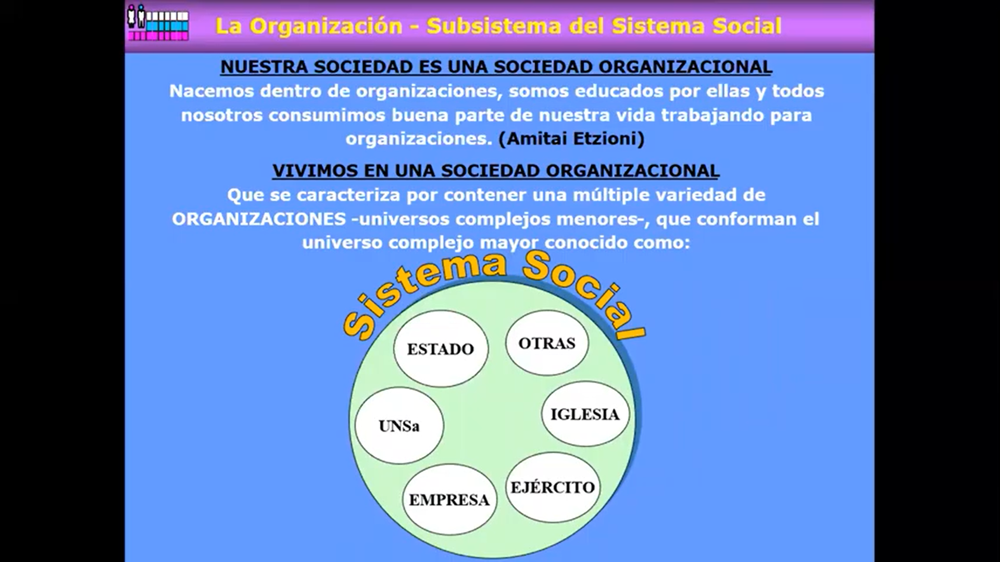 La Organización - Subsistema del Sistema Social
NUESTRA SOCIEDAD ES UNA SOCIEDAD ORGANIZACIONAL
Nacemos dentro de organizaciones, somos educados por ellas y todos
nosotros consumimos buena parte de nuestra vida trabajando para
organizaciones. (Amitai Etzioni)
VIVIMOS EN UNA SOCIEDAD ORGANIZACIONAL
Que se caracteriza por contener una múltiple variedad de
ORGANIZACIONES -universos complejos menores-, que conforman el
universo complejo mayor conocido como:
Sistema Social
ESTADO
OTRAS
UNSa
IGLESIA
EMPRESA
EJÉRCITO